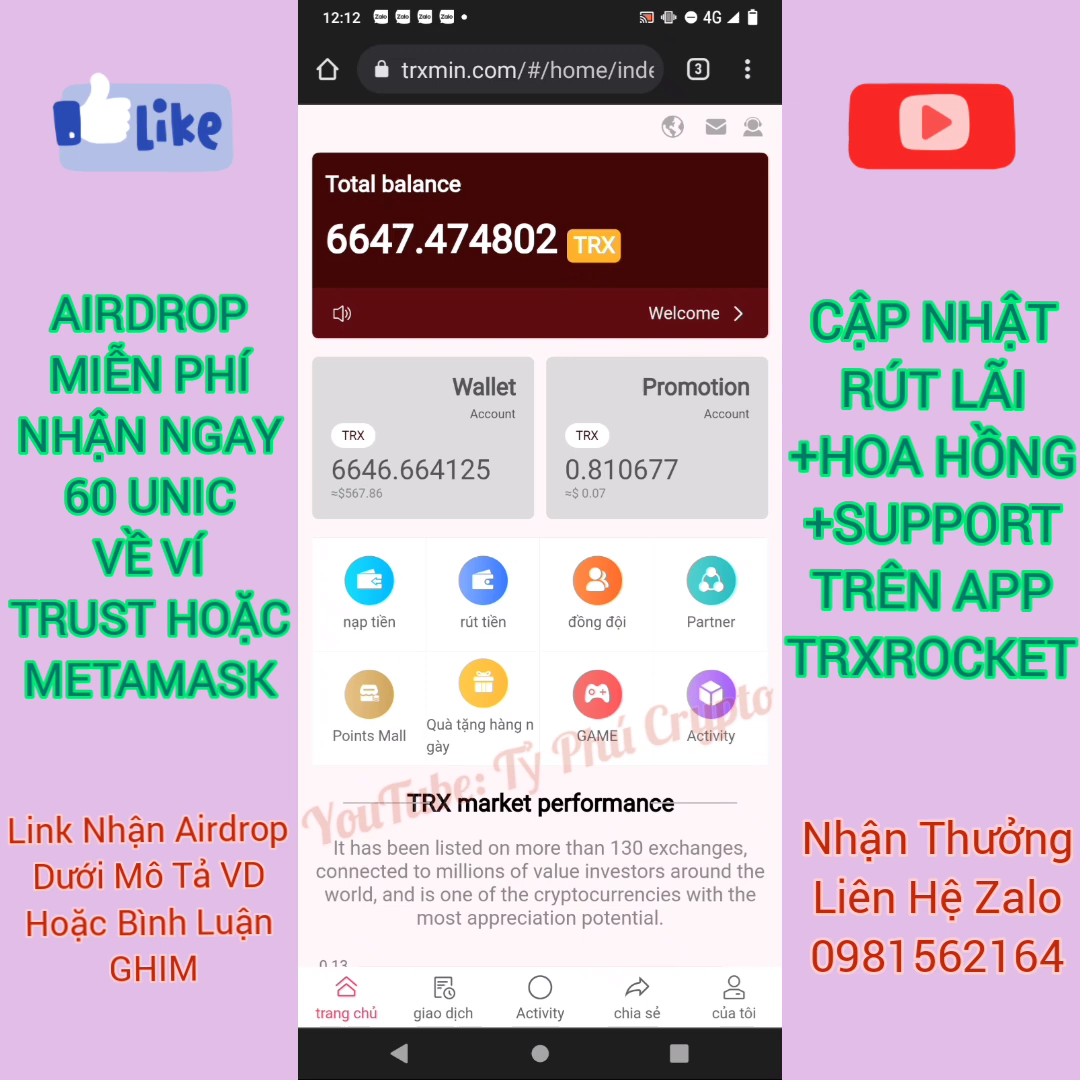 12:12
Zalo Zalo Zalo Zalo
4G
trxmin.com/#/home/inde
3
Like
AIRDROP
MIỄN PHÍ
NHẬN NGAY
60 UNIC
VỀ VÍ
TRUST HOẶC
METAMASK
Link Nhận Airdrop
Dưới Mô Tả VD
Hoặc Bình Luận
GHIM
Total balance
6647.474802 TRX
Welcome
Wallet
Account
TRX
6646.664125
≈$567.86
Promotion
Account
TRX
0.810677
≈$ 0.07
nạp tiền
rút tiền
đồng đội
Partner
Points Mall
Quà tặng hàng n
gày
GAME
Activity
YouTube: Tỷ Phú Crypto
TRX market performance
It has been listed on more than 130 exchanges,
connected to millions of value investors around the
world, and is one of the cryptocurrencies with the
most appreciation potential.
0.13
trang chủ
giao dịch
Activity
chia sẻ
của tôi
CẬP NHẬT
RÚT LÃI
+HOA HỒNG
+SUPPORT
TRÊN APP
TRXROCKET
Nhận Thưởng
Liên Hệ Zalo
0981562164